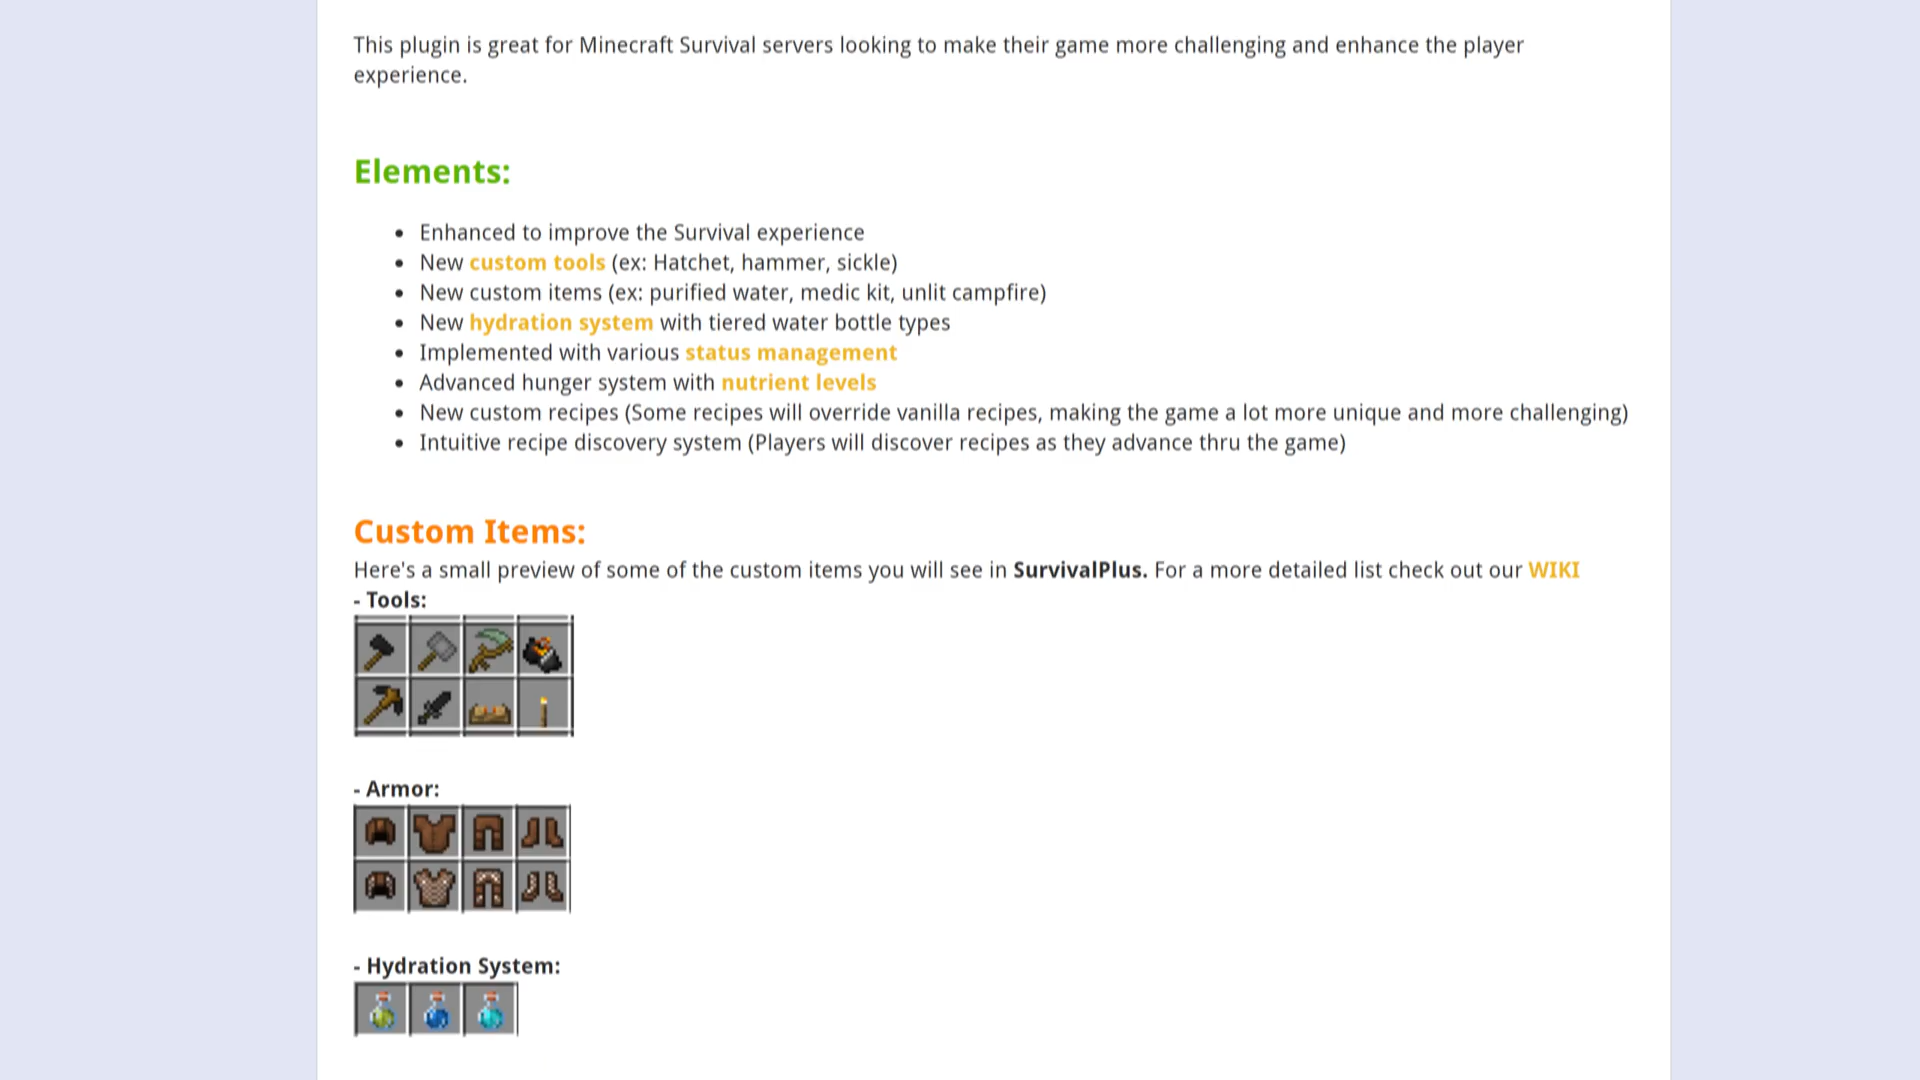 This plugin is great for Minecraft Survival servers looking to make their game more challenging and enhance the player
experience.
Elements:
• Enhanced to improve the Survival experience
• New custom tools (ex: Hatchet, hammer, sickle)
• New custom items (ex: purified water, medic kit, unlit campfire)
• New hydration system with tiered water bottle types
• Implemented with various status management
• Advanced hunger system with nutrient levels
• New custom recipes (Some recipes will override vanilla recipes, making the game a lot more unique and more challenging)
• Intuitive recipe discovery system (Players will discover recipes as they advance thru the game)
Custom Items:
Here's a small preview of some of the custom items you will see in SurvivalPlus. For a more detailed list check out our WIKI
- Tools:
- Armor:
- Hydration System: